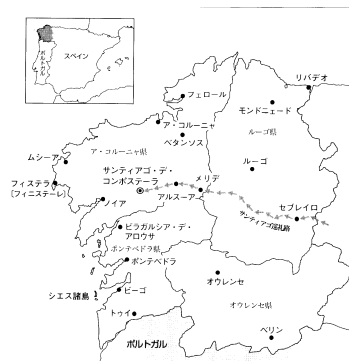 スペイン
ポルトガル
フェロール
リバデオ
モンドニェード
ア・コルーニャ
ベタンソス
ルーゴ県
ムシーア
ア・コルーニャ県
ルーゴ
サンティアゴ・デ・
コンポステーラ
メリデ
フィステラ
[フィニステーレ]
アルスーア
セブレイロ
ノイア
サンティアゴ巡礼路
ビラガルシア・デ・
アロウサ
ポンテベドラ県
ポンテベドラ
オウレンセ
シエス諸島
ビーゴ
オウレンセ県
トゥイ
ポルトガル
ベリン